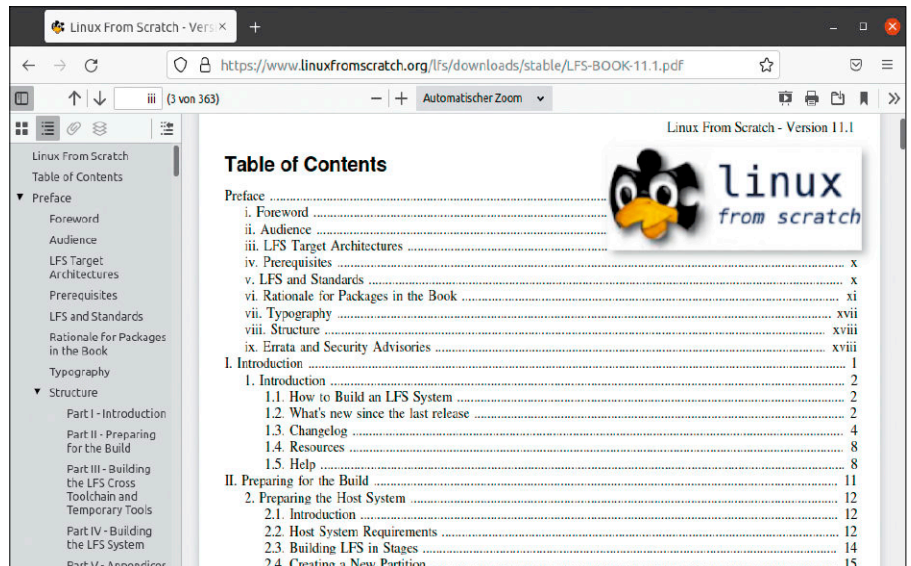 Linux From Scratch - Vers
https://www.linuxfromscratch.org/lfs/downloads/stable/LFS-BOOK-11.1.pdf
iii (3 von 363)
Automatischer Zoom
Linux From Scratch
Table of Contents
Preface
Foreword
Audience
LFS Target
Architectures
Prerequisites
LFS and Standards
Rationale for Packages
in the Book
Typography
Structure
Part I - Introduction
Part II - Preparing
for the Build
Part III - Building
the LFS Cross
Toolchain and
Temporary Tools
Part IV - Building
the LFS System
Part V - Appendices
Linux From Scratch - Version 11.1
linux
from scratch
Table of Contents
Preface
i. Foreword
ii. Audience
iii. LFS Target Architectures
iv. Prerequisites x
v. LFS and Standards x
vi. Rationale for Packages in the Book xi
vii. Typography xvii
viii. Structure xviii
ix. Errata and Security Advisories xviii
I. Introduction 1
1. Introduction 2
1.1. How to Build an LFS System 2
1.2. What's new since the last release 2
1.3. Changelog 4
1.4. Resources 8
1.5. Help 8
II. Preparing for the Build 11
2. Preparing the Host System 12
2.1. Introduction 12
2.2. Host System Requirements 12
2.3. Building LFS in Stages 14
2.4. Creating a New Partition 15